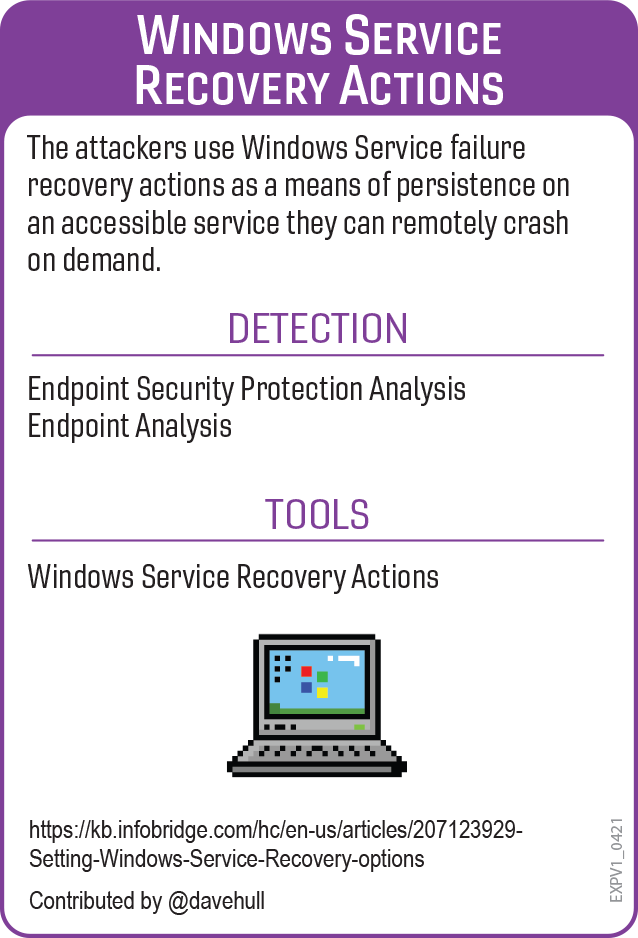 Windows Service
Recovery Actions
The attackers use Windows Service failure
recovery actions as a means of persistence on
an accessible service they can remotely crash
on demand.
DETECTION
Endpoint Security Protection Analysis
Endpoint Analysis
TOOLS
Windows Service Recovery Actions
https://kb.infobridge.com/hc/en-us/articles/207123929-
Setting-Windows-Service-Recovery-options
Contributed by @davehull
EXPV1_0421